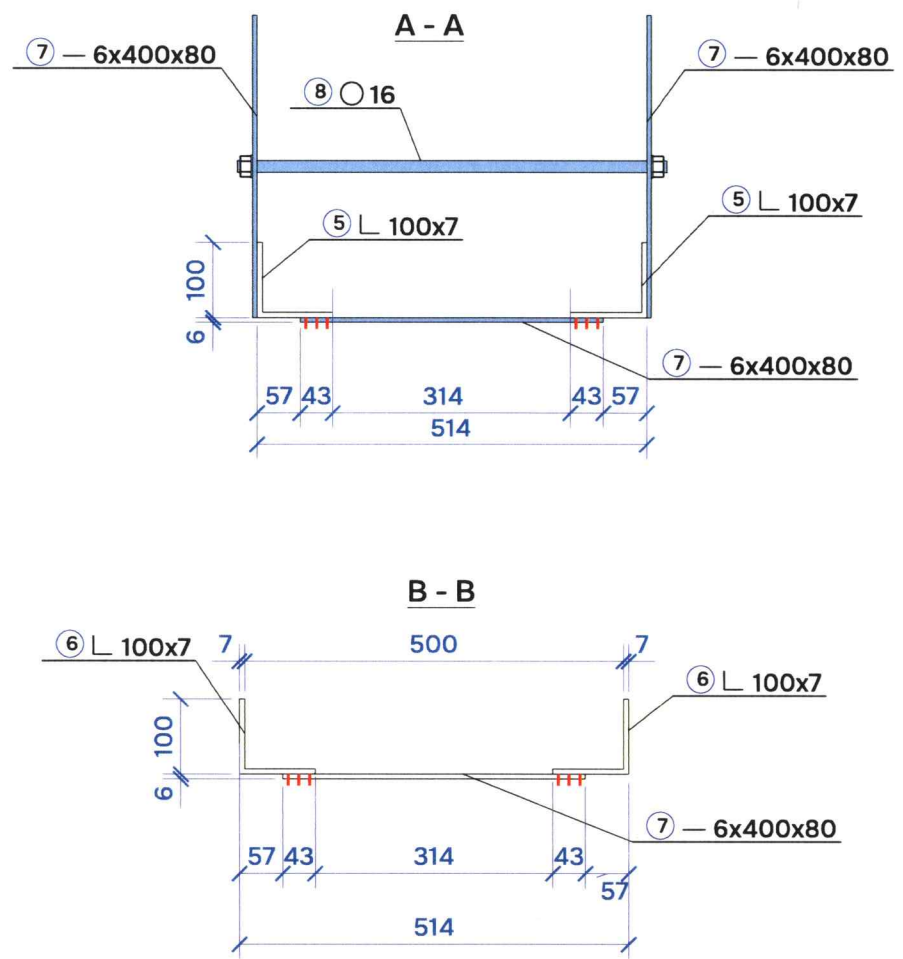 A - A
7 — 6x400x80
7 — 6x400x80
8 ○ 16
5 ∟ 100x7
5 ∟ 100x7
100
6
7 — 6x400x80
57 43 314 43 57
514
B - B
6 ∟ 100x7
7 500 7
6 ∟ 100x7
100
6
7 — 6x400x80
57 43 314 43
57
514